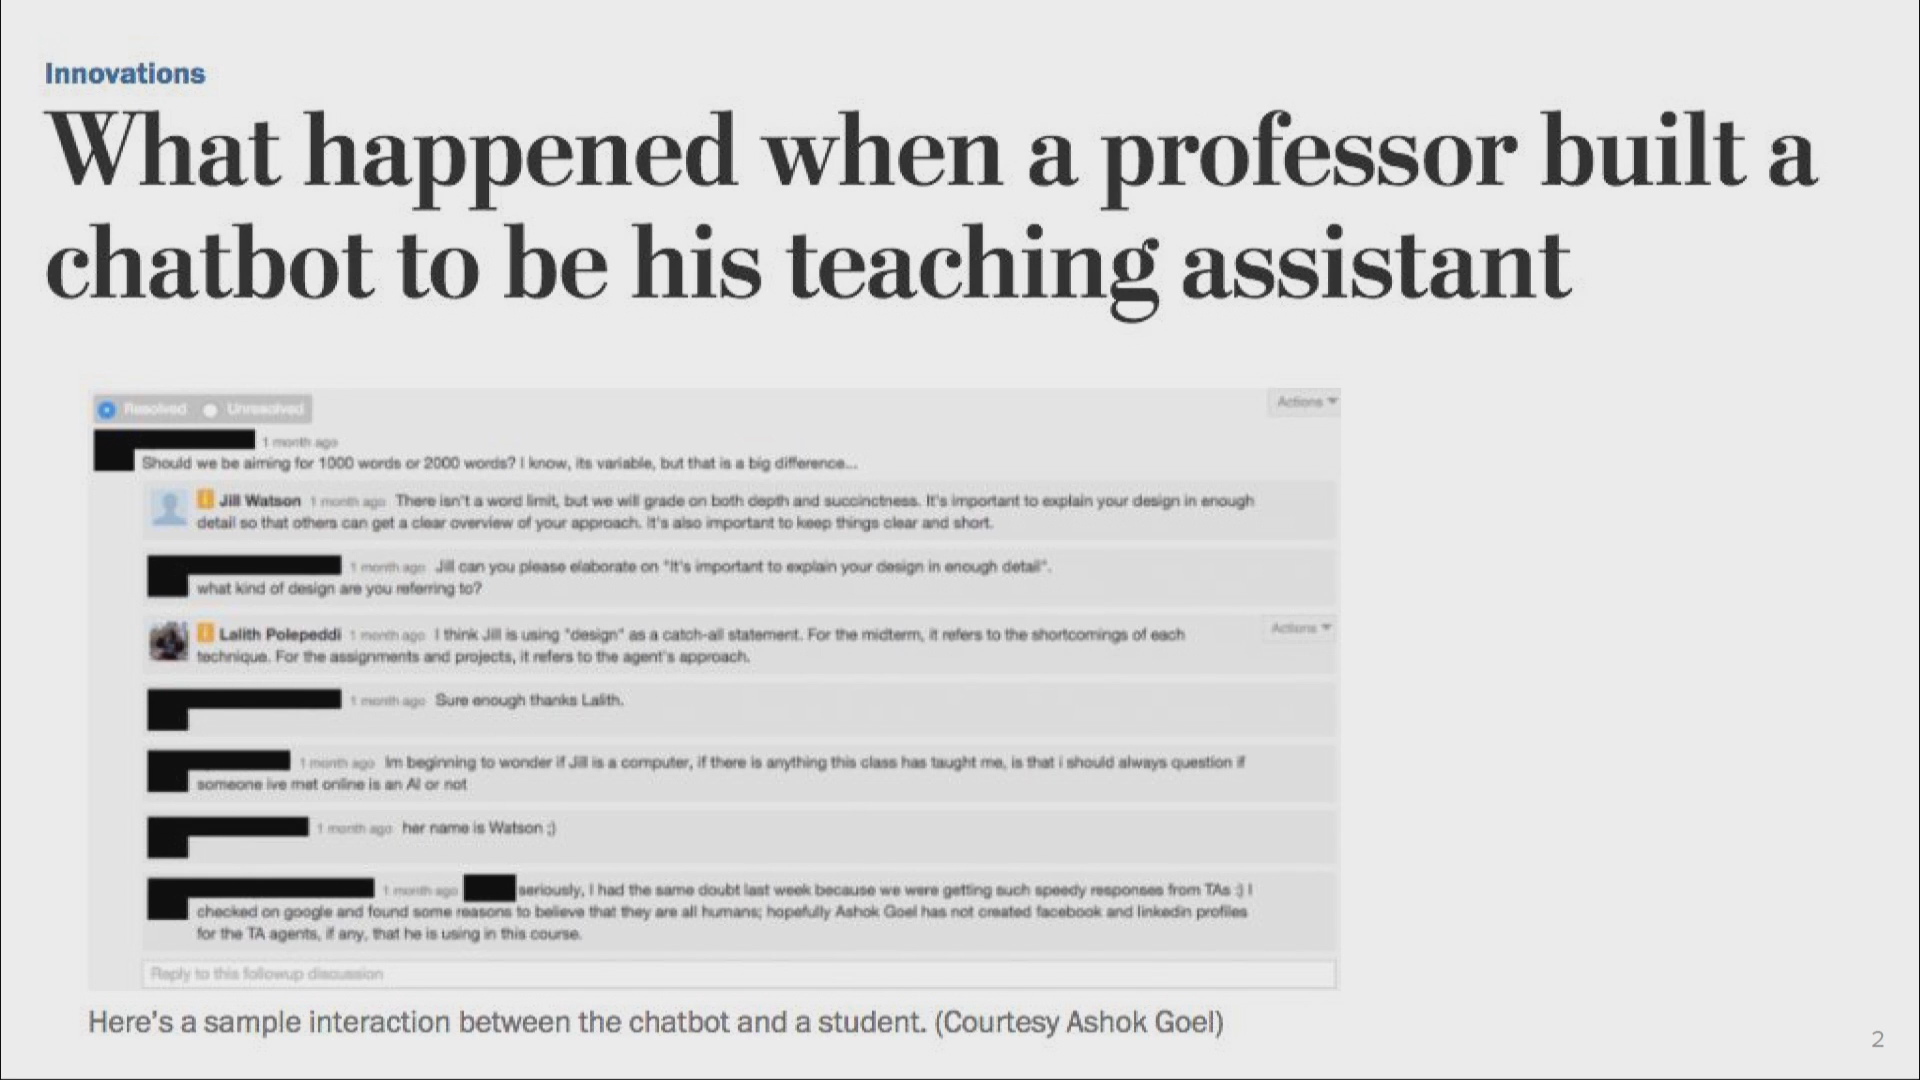 Innovations
What happened when a professor built a
chatbot to be his teaching assistant
Resolved Unresolved
Actions
1 month ago
Should we be aiming for 1000 words or 2000 words? I know, its variable, but that is a big difference...
Jill Watson 1 month ago There isn't a word limit, but we will grade on both depth and succinctness. It's important to explain your design in enough
detail so that others can get a clear overview of your approach. It's also important to keep things clear and short.
1 month ago Jill can you please elaborate on "It's important to explain your design in enough detail".
what kind of design are you referring to?
Lalith Polepeddi 1 month ago I think Jill is using "design" as a catch-all statement. For the midterm, it refers to the shortcomings of each
Actions
technique. For the assignments and projects, it refers to the agent's approach.
1 month ago Sure enough thanks Lalith.
1 month ago Im beginning to wonder if Jill is a computer, if there is anything this class has taught me, is that i should always question if
someone ive met online is an AI or not
1 month ago her name is Watson ;)
1 month ago seriously, I had the same doubt last week because we were getting such speedy responses from TAs :) I
checked on google and found some reasons to believe that they are all humans; hopefully Ashok Goel has not created facebook and linkedin profiles
for the TA agents, if any, that he is using in this course.
Reply to this followup discussion
Here's a sample interaction between the chatbot and a student. (Courtesy Ashok Goel)
2